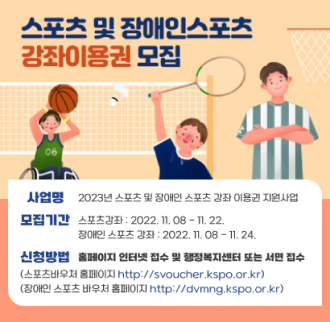 스포츠 및 장애인스포츠
강좌이용권 모집
06
사업명 2023년 스포츠 및 장애인 스포츠 강좌 이용권 지원사업
모집기간 스포츠강좌 : 2022. 11. 08 – 11. 22.
장애인 스포츠 강좌 : 2022. 11. 08 – 11. 24.
신청방법 홈페이지 인터넷 접수 및 행정복지센터 또는 서면 접수
(스포츠바우처 홈페이지 http://svoucher.kspo.or.kr)
(장애인 스포츠 바우처 홈페이지 http://dvmng.kspo.or.kr)